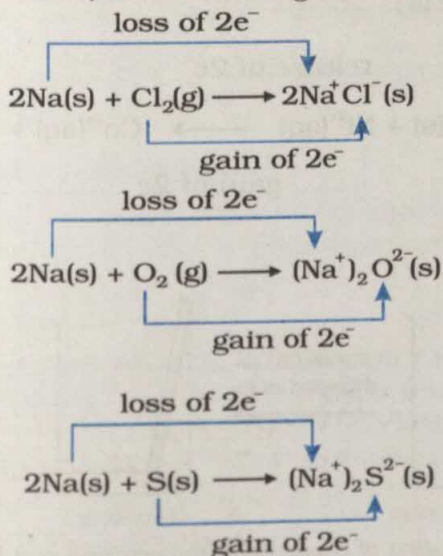 loss of 2e⁻
2Na(s) + Cl₂(g) ⟶ 2Na⁺Cl⁻(s)
gain of 2e⁻
loss of 2e⁻
2Na(s) + O₂ (g) ⟶ (Na⁺)₂O²⁻(s)
gain of 2e⁻
loss of 2e⁻
2Na(s) + S(s) ⟶ (Na⁺)₂S²⁻(s)
gain of 2e⁻